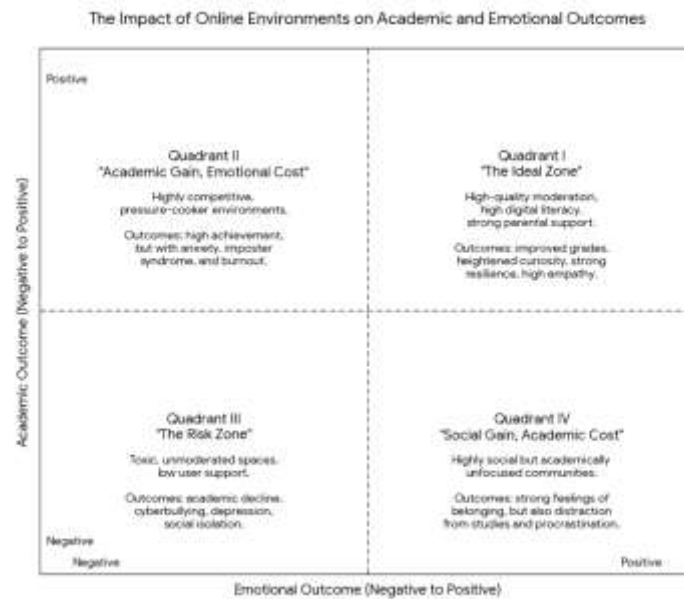 The Impact of Online Environments on Academic and Emotional Outcomes
Academic Outcome (Negative to Positive)
Positive
Quadrant II
"Academic Gain, Emotional Cost"
Highly competitive,
pressure-cooker environments.
Outcomes: high achievement,
but with anxiety, imposter
syndrome, and burnout.
Quadrant I
"The Ideal Zone"
High-quality moderation,
high digital literacy,
strong parental support.
Outcomes: improved grades,
heightened curiosity, strong
resilience, high empathy.
Quadrant III
"The Risk Zone"
Toxic, unmoderated spaces,
low user support.
Outcomes: academic decline,
cyberbullying, depression,
social isolation.
Quadrant IV
"Social Gain, Academic Cost"
Highly social but academically
unfocused communities.
Outcomes: strong feelings of
belonging, but also distraction
from studies and procrastination.
Negative
Negative
Positive
Emotional Outcome (Negative to Positive)